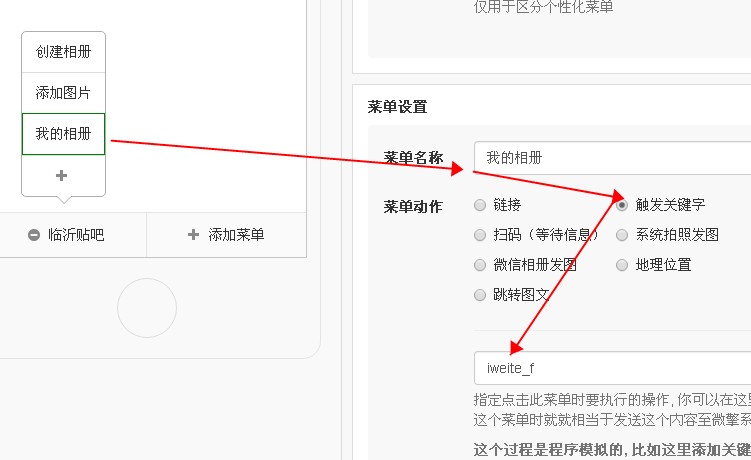 仅用于区分个性化菜单
创建相册
添加图片
我的相册
临沂贴吧
添加菜单
菜单设置
菜单名称 我的相册
菜单动作 链接 触发关键字
扫码（等待信息） 系统拍照发图
微信相册发图 地理位置
跳转图文
iweite_f
指定点击此菜单时要执行的操作, 你可以在这里
这个菜单时就就相当于发送这个内容至微擎系
这个过程是程序模拟的, 比如这里添加关键